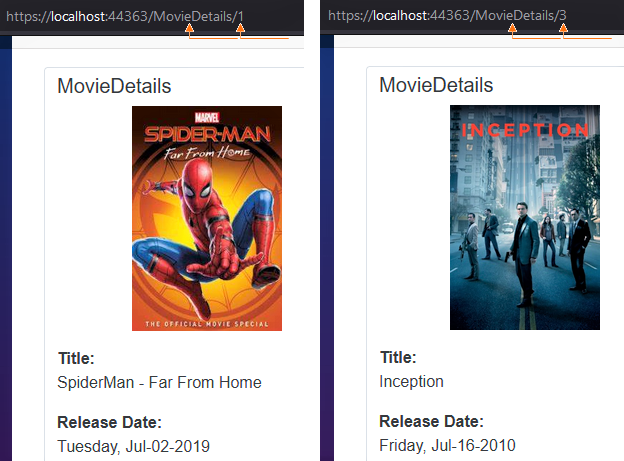 https://localhost:44363/MovieDetails/1
MovieDetails
MARVEL
SPIDER-MAN
Far From Home
THE OFFICIAL MOVIE SPECIAL
Title:
SpiderMan - Far From Home
Release Date:
Tuesday, Jul-02-2019
https://localhost:44363/MovieDetails/3
MovieDetails
INCEPTION
Title:
Inception
Release Date:
Friday, Jul-16-2010